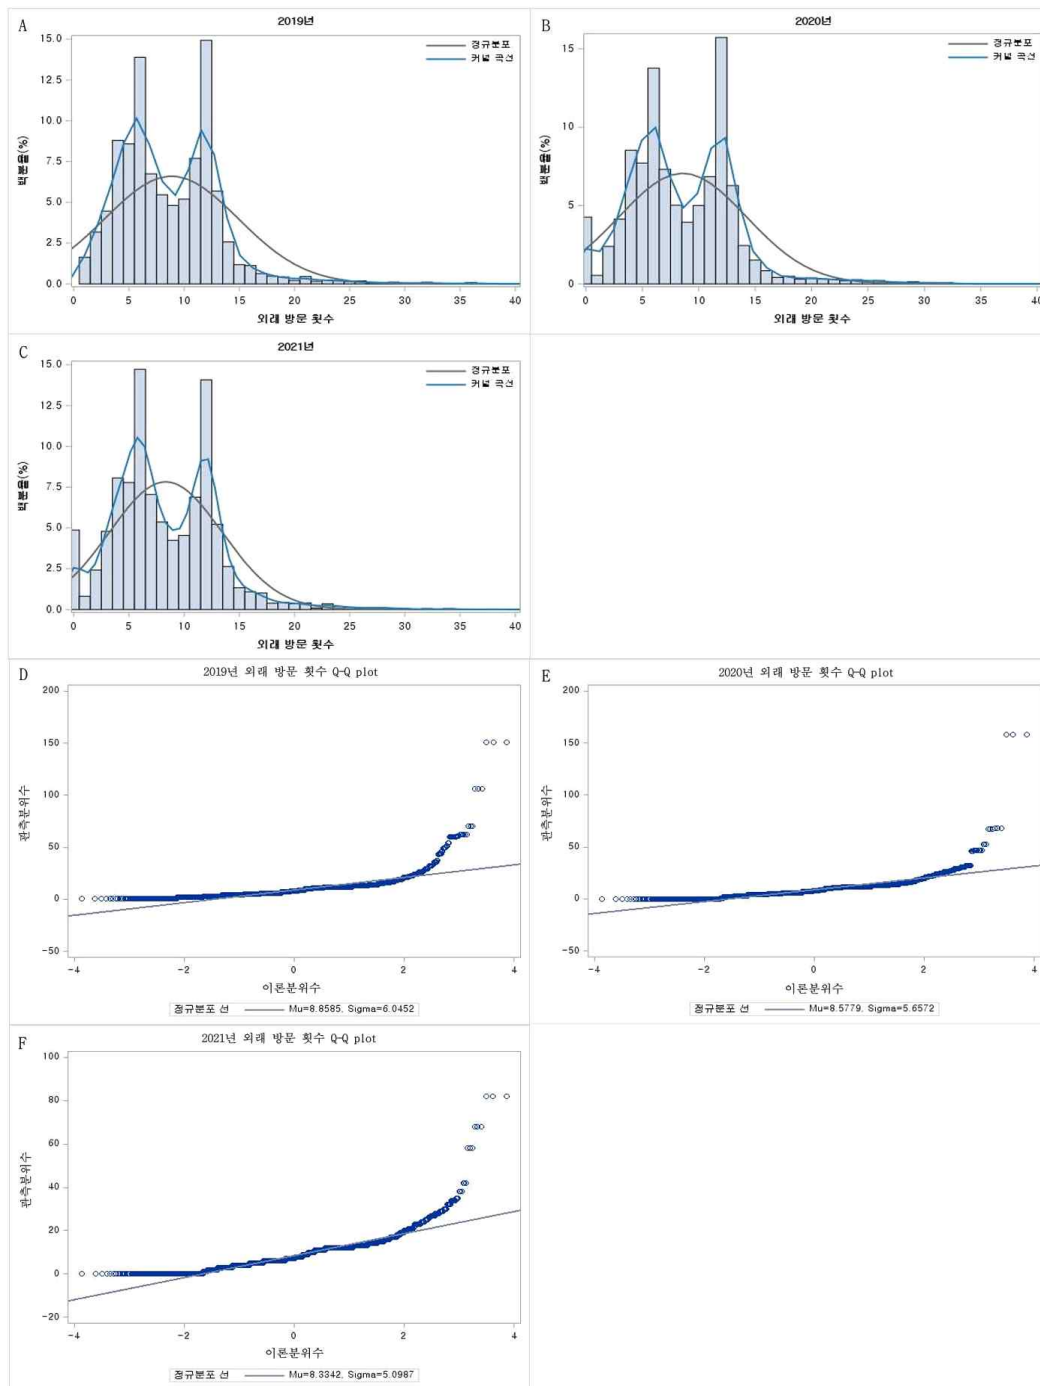 A
2019년
정규분포
커널 곡선
백분율(%)
15.0
12.5
10.0
7.5
5.0
2.5
0.0
0 5 10 15 20 25 30 35 40
외래 방문 횟수
B
2020년
정규분포
커널 곡선
백분율(%)
15
10
5
0
0 5 10 15 20 25 30 35 40
외래 방문 횟수
C
2021년
정규분포
커널 곡선
백분율(%)
15.0
12.5
10.0
7.5
5.0
2.5
0.0
0 5 10 15 20 25 30 35 40
외래 방문 횟수
D
2019년 외래 방문 횟수 Q-Q plot
관측분위수
200
150
100
50
0
-50
-4 -2 0 2 4
이론분위수
정규분포 선 Mu=8.8585, Sigma=6.0452
E
2020년 외래 방문 횟수 Q-Q plot
관측분위수
200
150
100
50
0
-50
-4 -2 0 2 4
이론분위수
정규분포 선 Mu=8.5779, Sigma=5.6572
F
2021년 외래 방문 횟수 Q-Q plot
관측분위수
100
80
60
40
20
0
-20
-4 -2 0 2 4
이론분위수
정규분포 선 Mu=8.3342, Sigma=5.0987